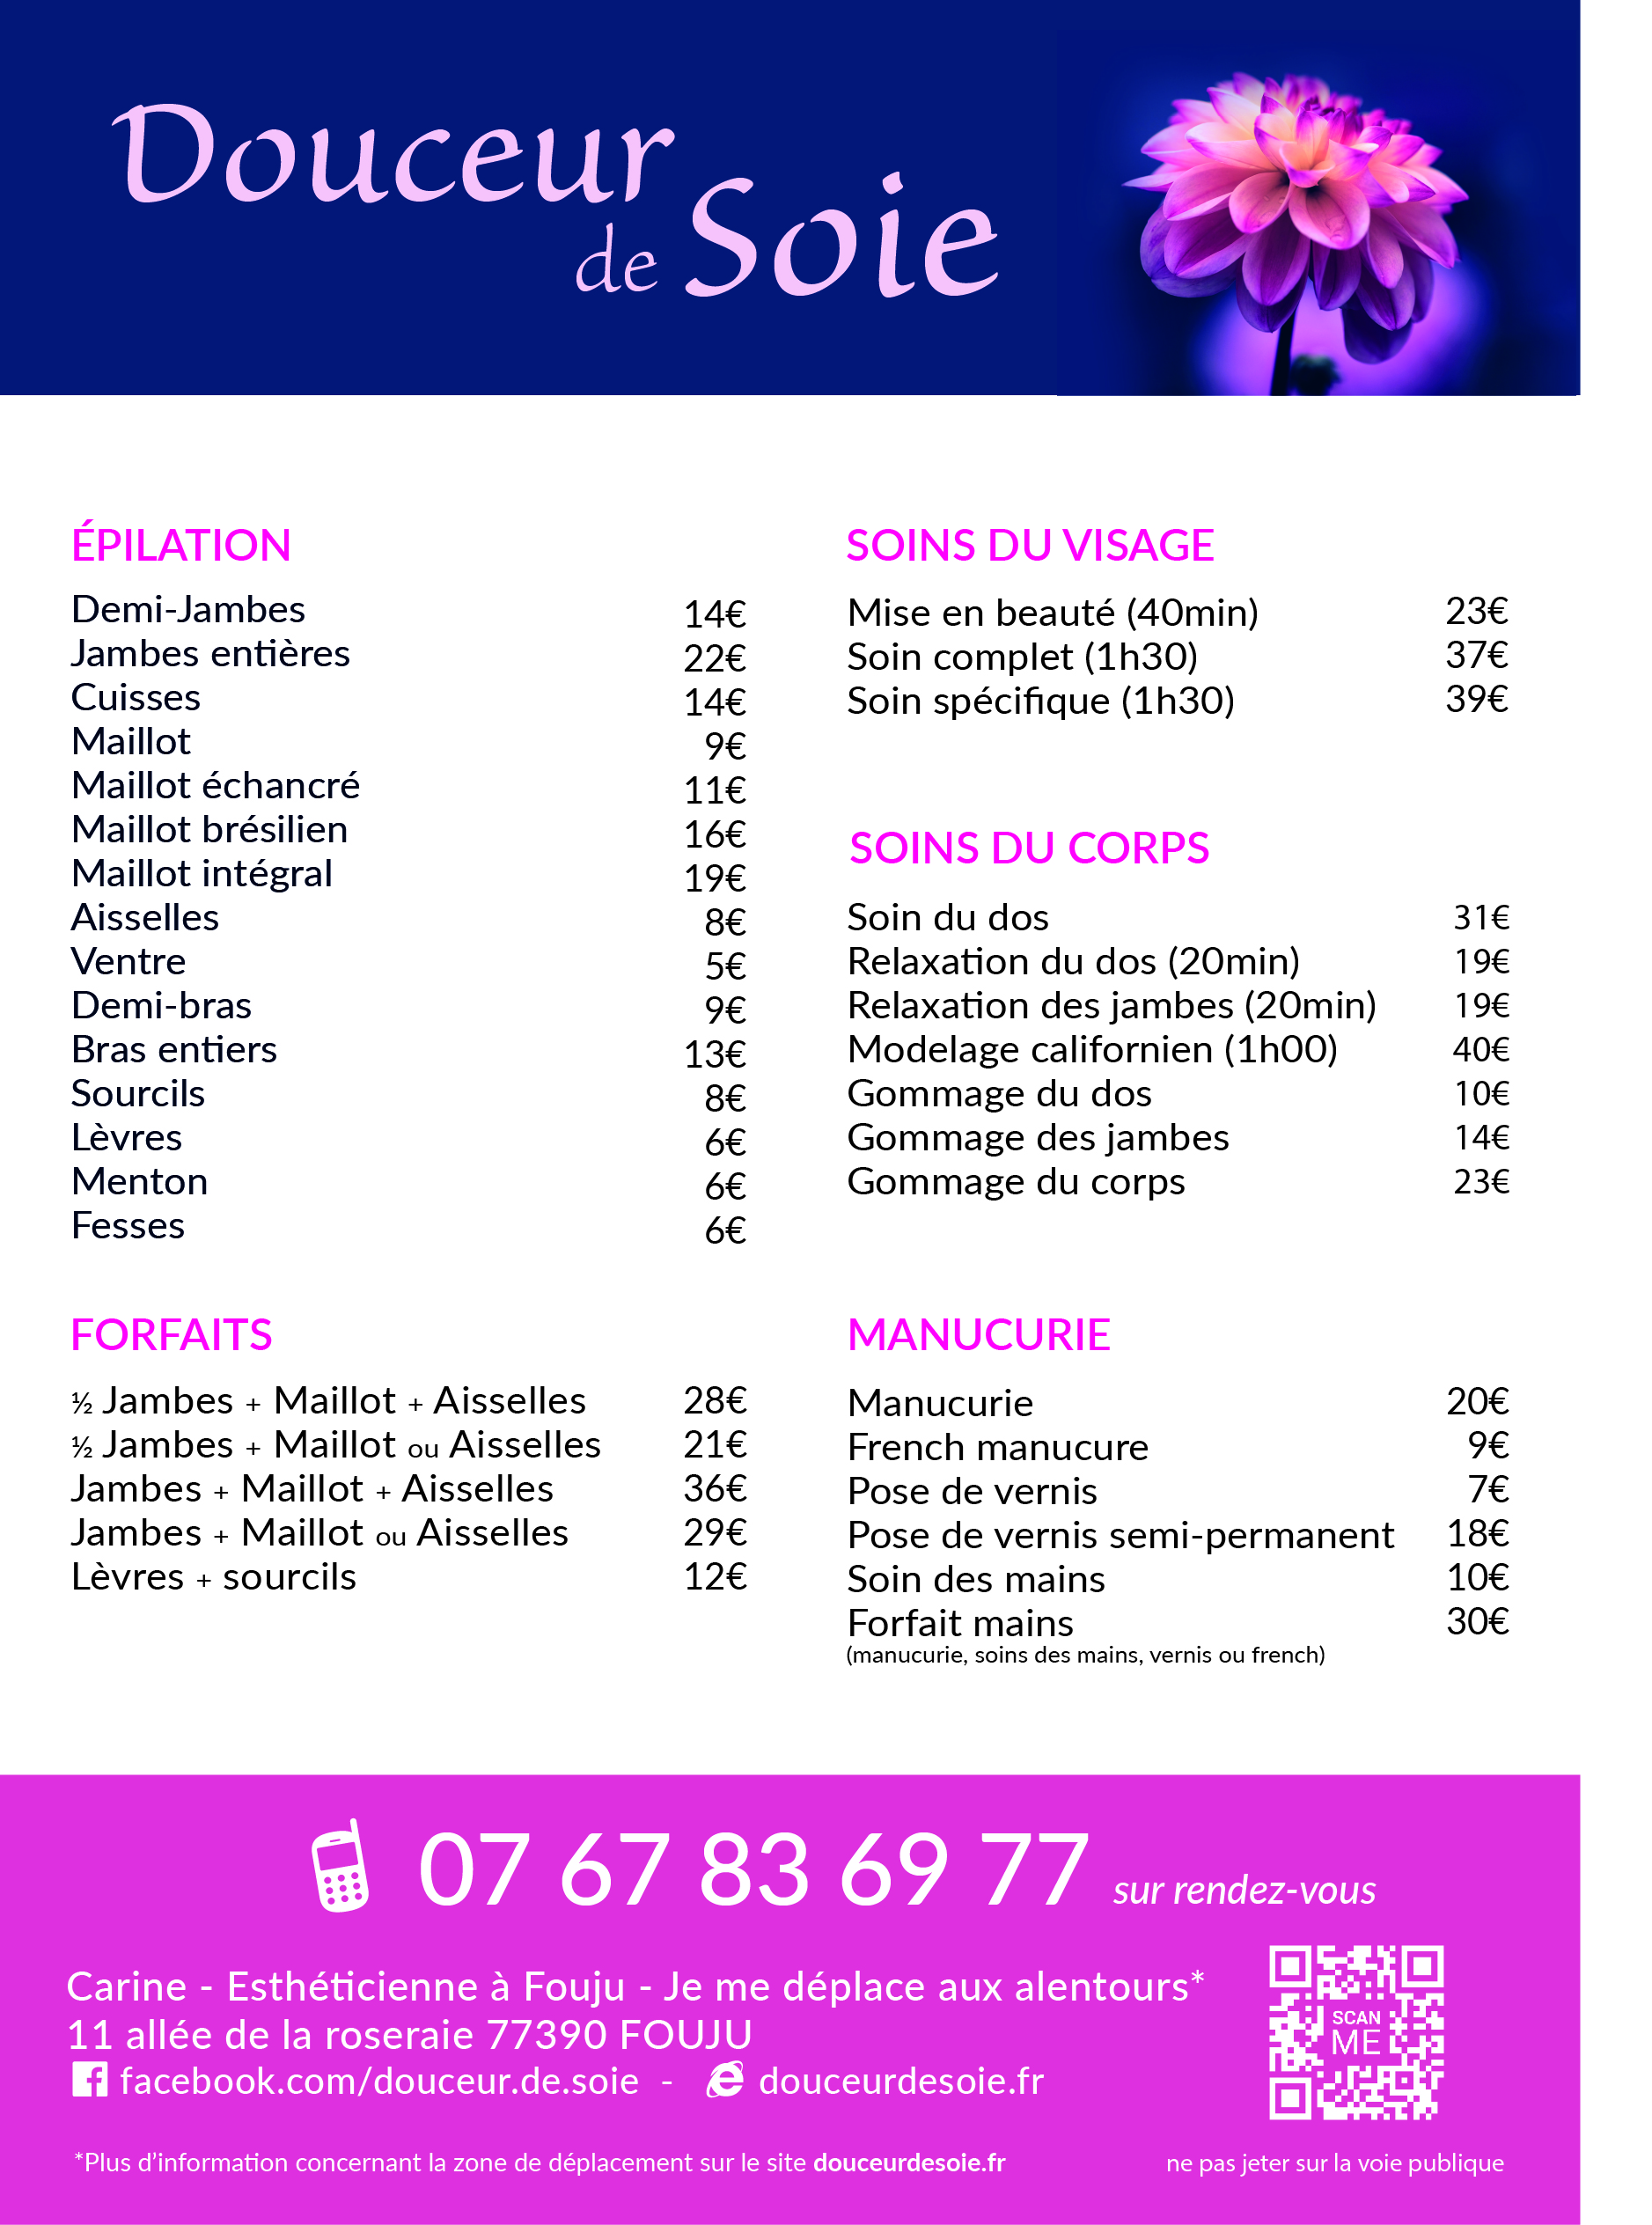 Douceur
de Soie
ÉPILATION
Demi-Jambes 14€
Jambes entières 22€
Cuisses 14€
Maillot 9€
Maillot échancré 11€
Maillot brésilien 16€
Maillot intégral 19€
Aisselles 8€
Ventre 5€
Demi-bras 9€
Bras entiers 13€
Sourcils 8€
Lèvres 6€
Menton 6€
Fesses 6€
FORFAITS
½ Jambes + Maillot + Aisselles 28€
½ Jambes + Maillot ou Aisselles 21€
Jambes + Maillot + Aisselles 36€
Jambes + Maillot ou Aisselles 29€
Lèvres + sourcils 12€
SOINS DU VISAGE
Mise en beauté (40min) 23€
Soin complet (1h30) 37€
Soin spécifique (1h30) 39€
SOINS DU CORPS
Soin du dos 31€
Relaxation du dos (20min) 19€
Relaxation des jambes (20min) 19€
Modelage californien (1h00) 40€
Gommage du dos 10€
Gommage des jambes 14€
Gommage du corps 23€
MANUCURIE
Manucurie 20€
French manucure 9€
Pose de vernis 7€
Pose de vernis semi-permanent 18€
Soin des mains 10€
Forfait mains 30€
(manucurie, soins des mains, vernis ou french)
07 67 83 69 77 sur rendez-vous
Carine - Esthéticienne à Fouju - Je me déplace aux alentours*
11 allée de la roseraie 77390 FOUJU
facebook.com/douceur.de.soie - douceurdesoie.fr
SCAN
ME
*Plus d'information concernant la zone de déplacement sur le site douceurdesoie.fr
ne pas jeter sur la voie publique